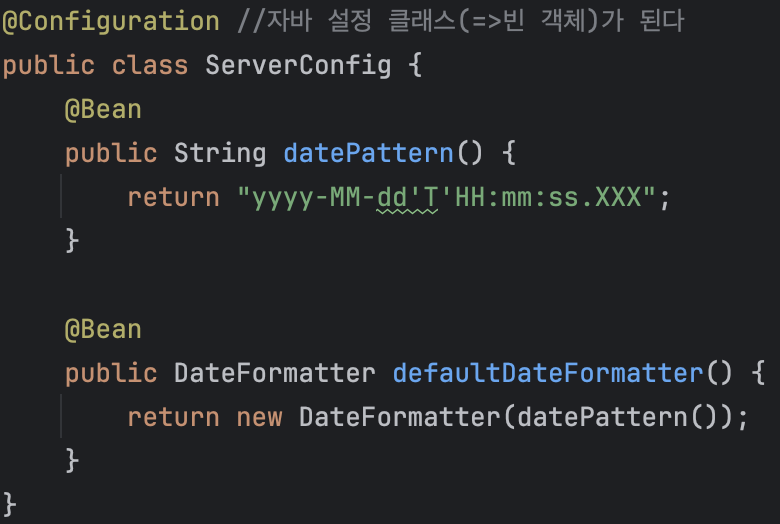 @Configuration //자바 설정 클래스(=>빈 객체)가 된다
public class ServerConfig {
    @Bean
    public String datePattern() {
        return "yyyy-MM-dd'T'HH:mm:ss.XXX";
    }

    @Bean
    public DateFormatter defaultDateFormatter() {
        return new DateFormatter(datePattern());
    }
}